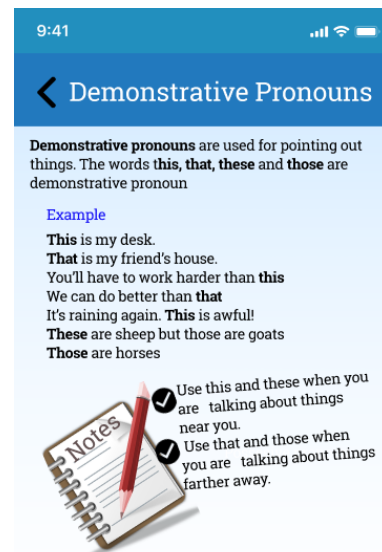 9:41
Demonstrative Pronouns
Demonstrative pronouns are used for pointing out
things. The words this, that, these and those are
demonstrative pronoun
Example
This is my desk.
That is my friend's house.
You'll have to work harder than this
We can do better than that
It's raining again. This is awful!
These are sheep but those are goats
Those are horses
Notes
Use this and these when you
are talking about things
near you.
Use that and those when
you are talking about things
farther away.